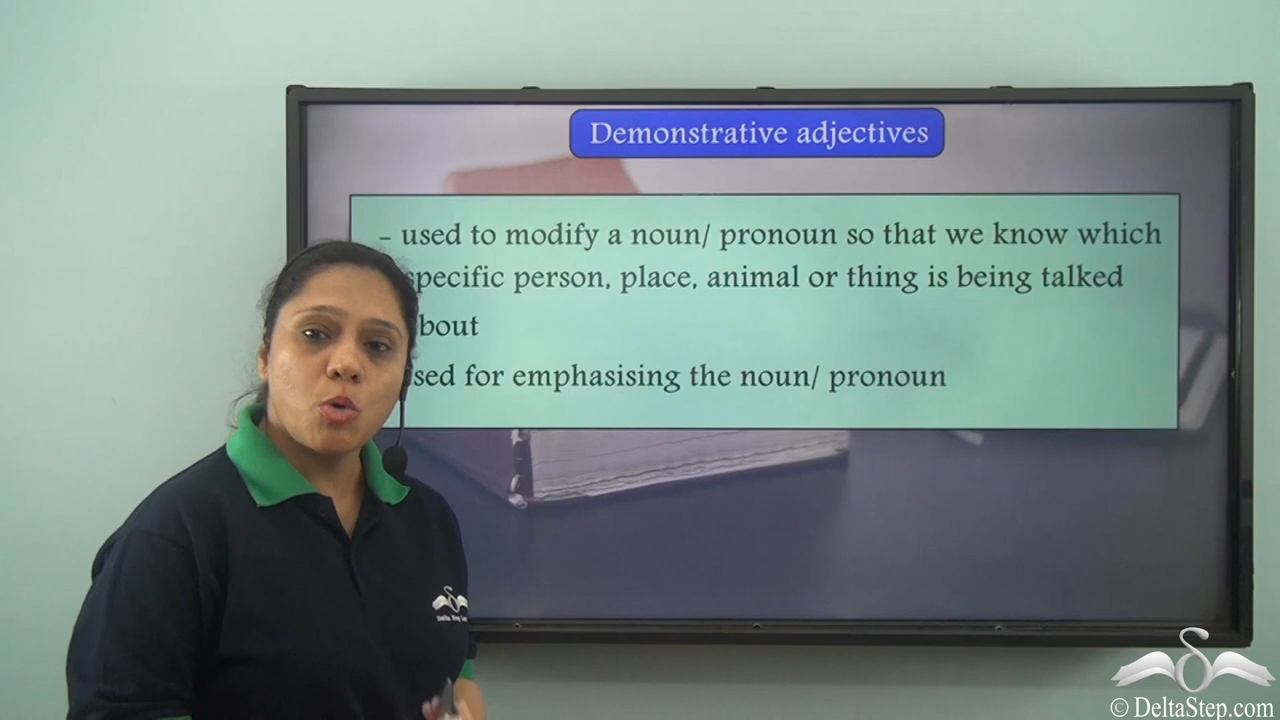 Demonstrative adjectives
- used to modify a noun/ pronoun so that we know which
specific person, place, animal or thing is being talked
bout
sed for emphasising the noun/ pronoun
© DeltaStep.com